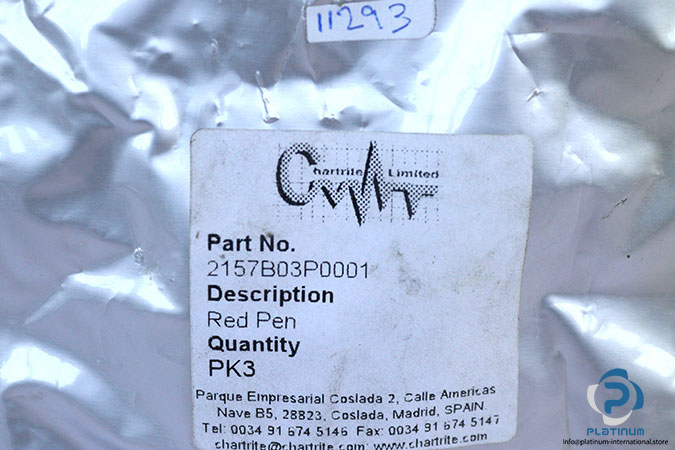 11293
Chartrite Limited
Part No.
2157B03P0001
Description
Red Pen
Quantity
PK3
Parque Empresarial Coslada 2, Calle Americas
Nave B5, 28823, Coslada, Madrid, SPAIN.
Tel: 0034 91 674 5146 Fax: 0034 91 674 5147
chartrite@chartrite.com www.chartrite.com
PLATINUM
INTERNATIONAL
Info@platinum-international.store